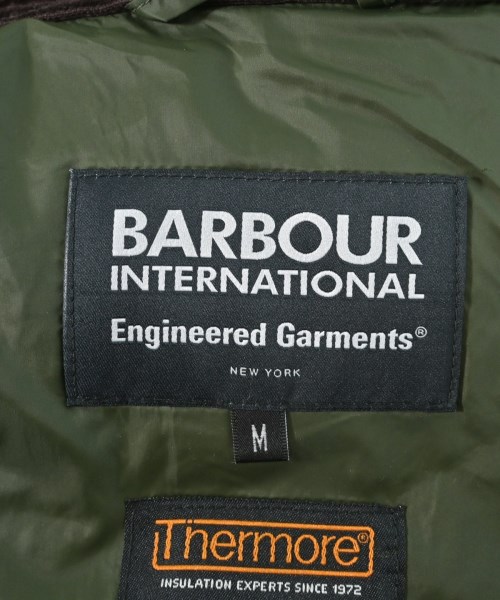 BARBOUR
INTERNATIONAL
Engineered Garments®
NEW YORK
M
Thermore®
INSULATION EXPERTS SINCE 1972